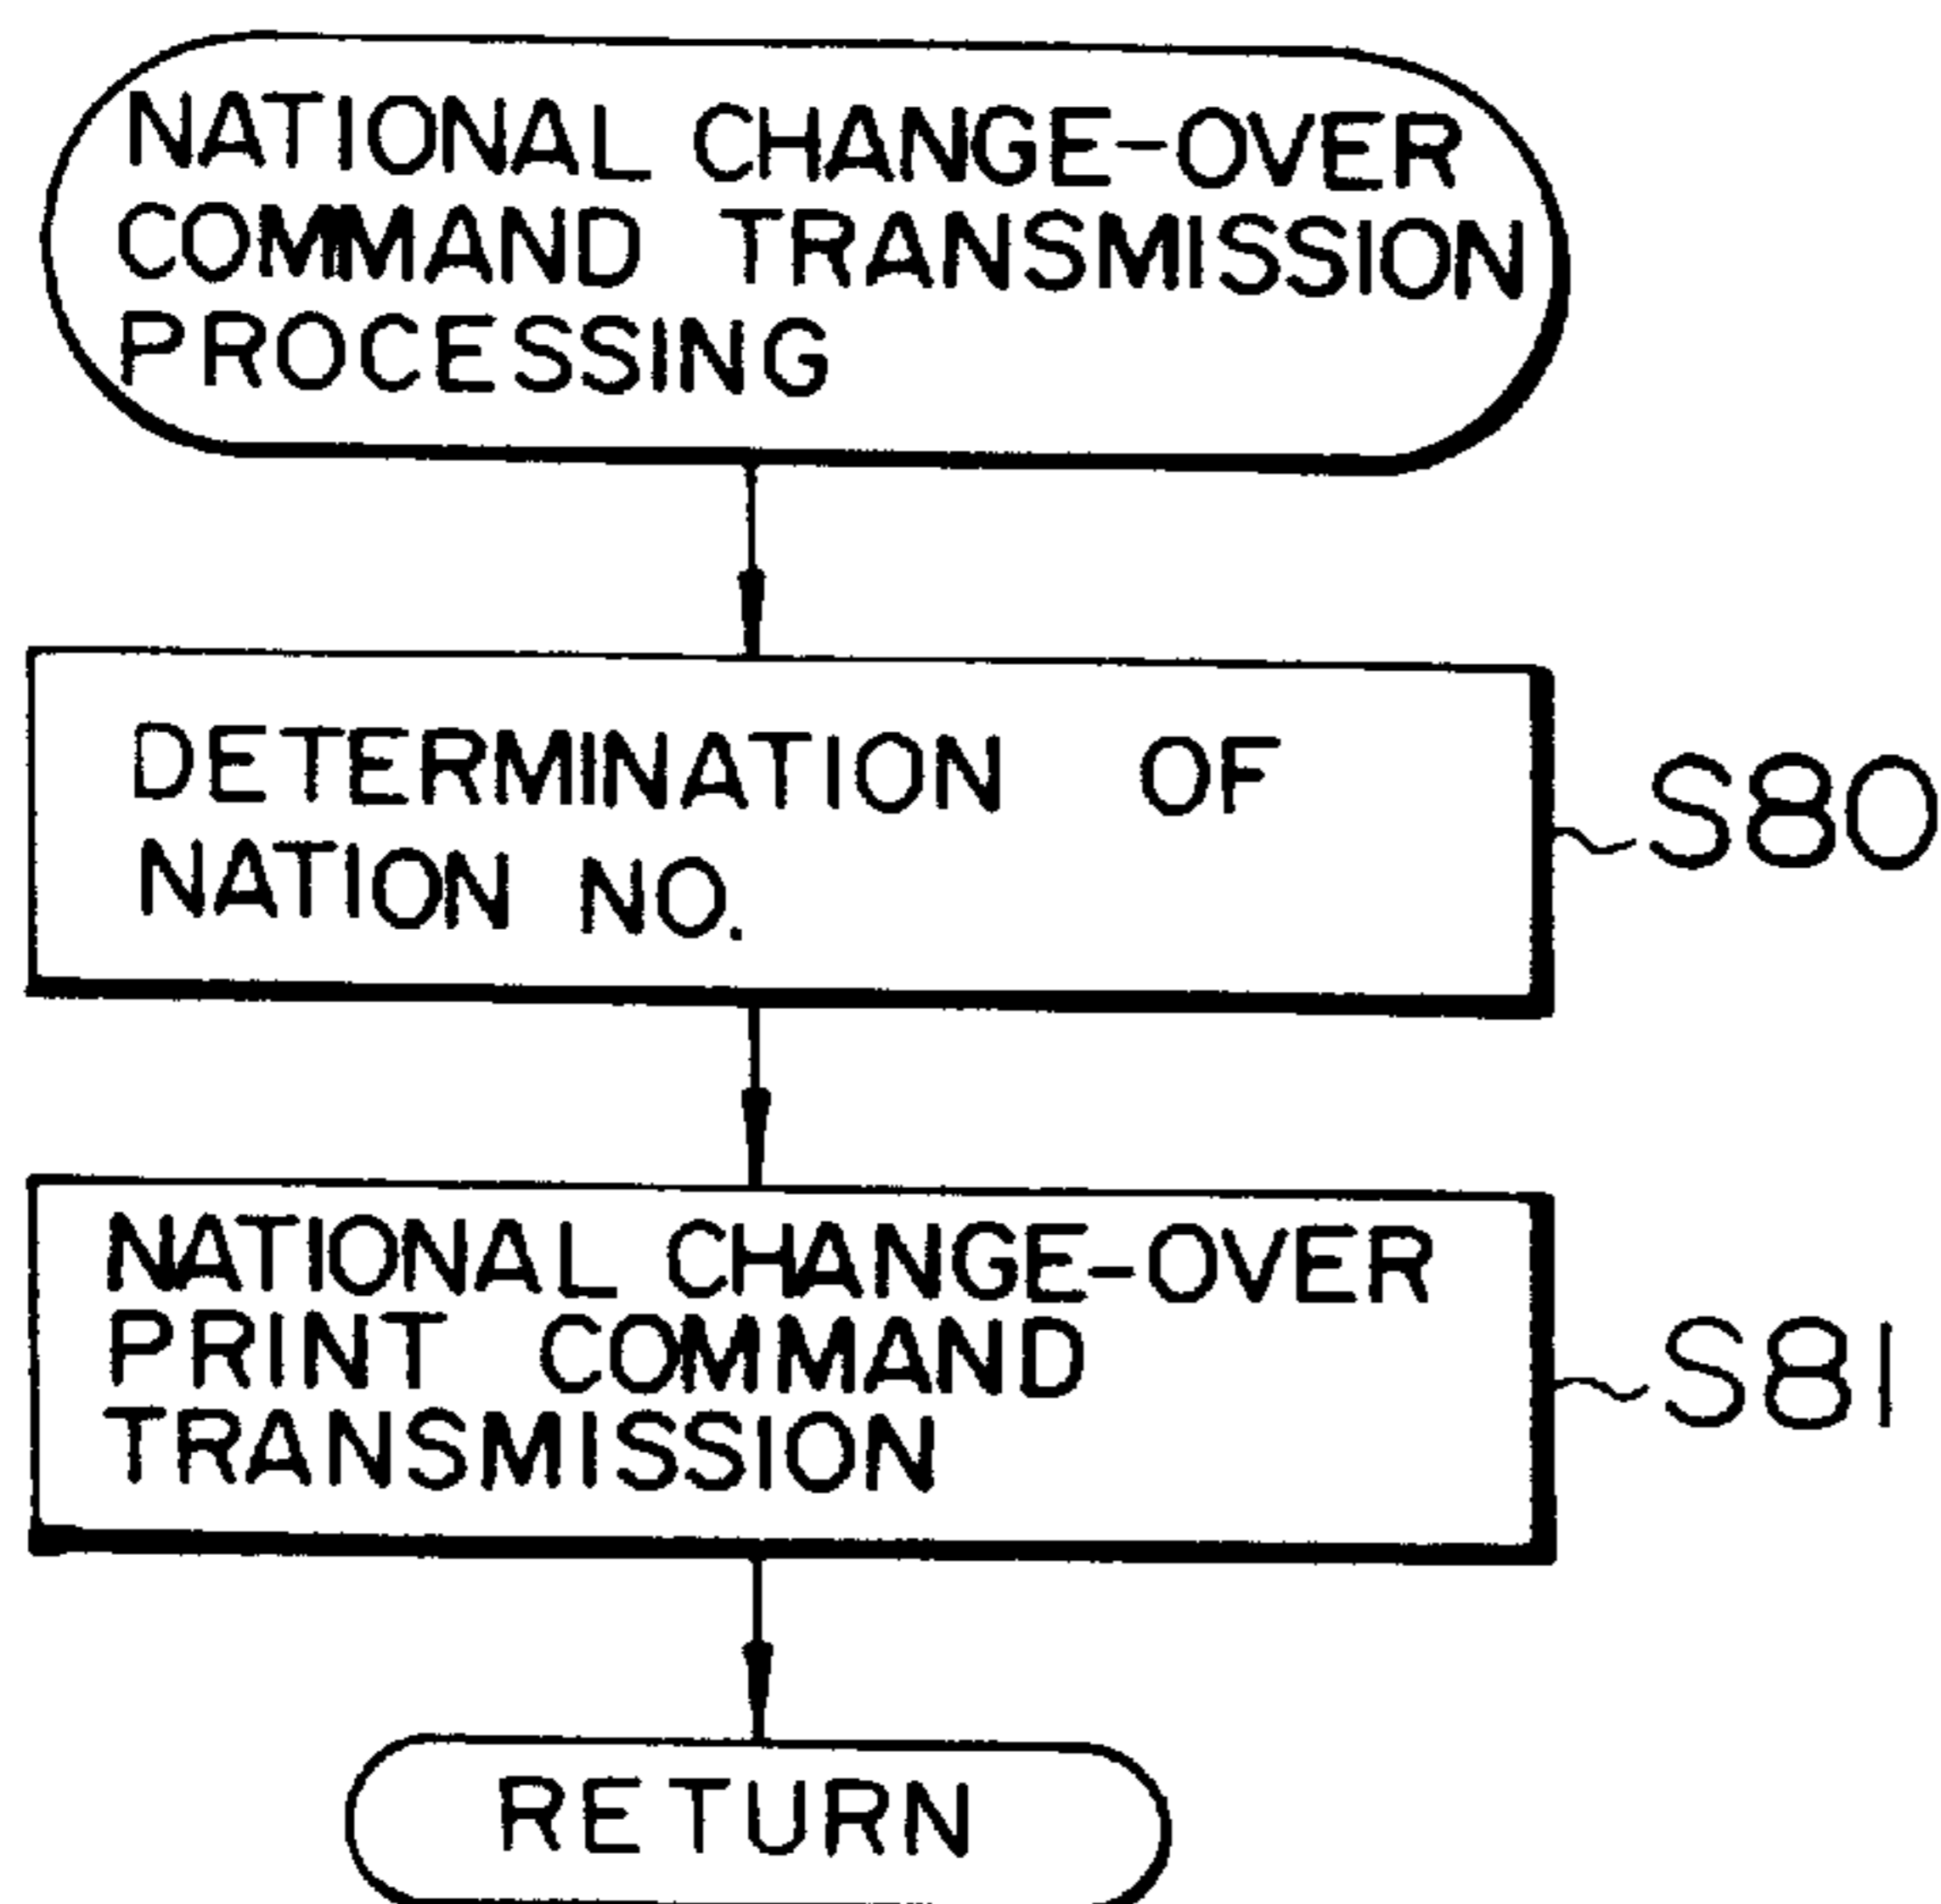 NATIONAL CHANGE-OVER
COMMAND TRANSMISSION
PROCESSING
DETERMINATION OF
NATION NO.
S80
NATIONAL CHANGE-OVER
PRINT COMMAND
TRANSMISSION
S81
RETURN